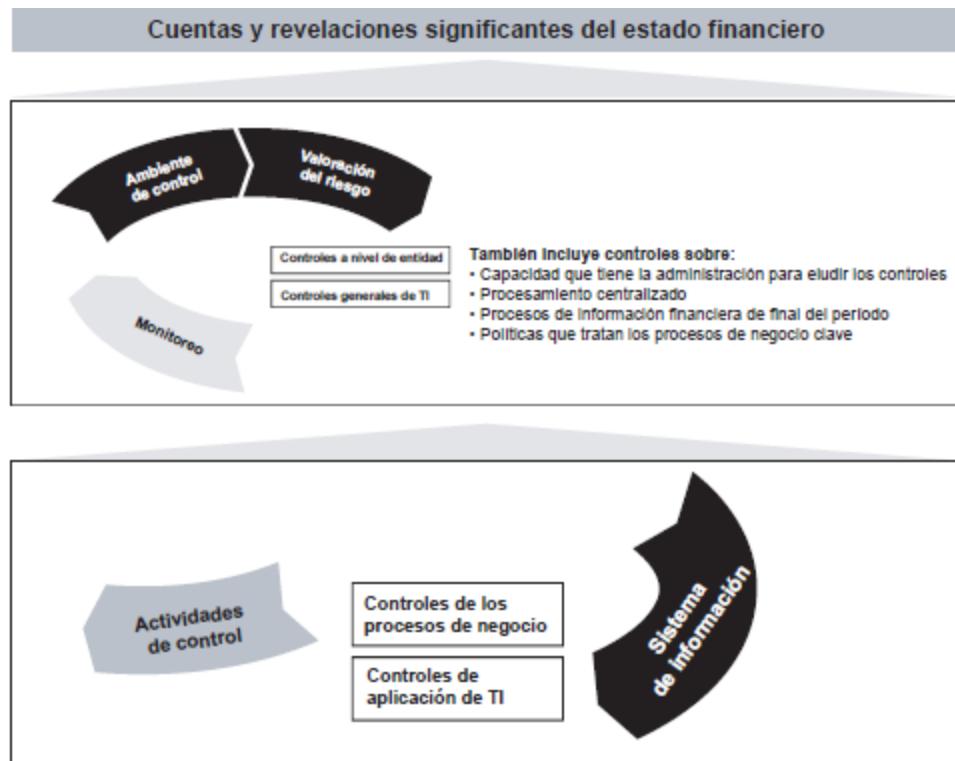 Cuentas y revelaciones significantes del estado financiero
Ambiente
de control
Valoración
del riesgo
Controles a nivel de entidad
Controles generales de TI
También incluye controles sobre:
• Capacidad que tiene la administración para eludir los controles
• Procesamiento centralizado
• Procesos de información financiera de final del periodo
• Políticas que tratan los procesos de negocio clave
Monitoreo
Actividades
de control
Controles de los
procesos de negocio
Controles de
aplicación de TI
Sistema
de información